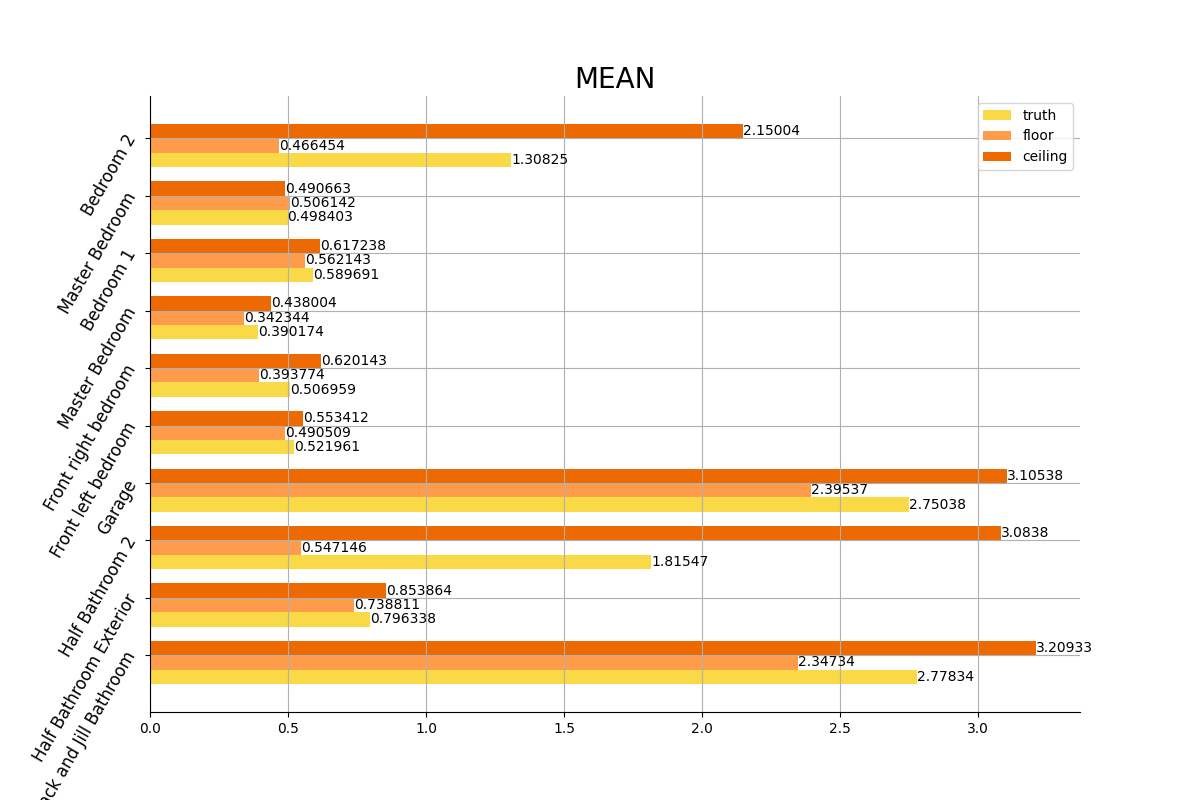 MEAN
truth
floor
ceiling
Bedroom 2
2.15004
0.466454
1.30825
Master Bedroom
0.490663
0.506142
0.498403
Bedroom 1
0.617238
0.562143
0.589691
Master Bedroom
0.438004
0.342344
0.390174
Front right bedroom
0.620143
0.393774
0.506959
Front left bedroom
0.553412
0.490509
0.521961
Garage
3.10538
2.39537
2.75038
Half Bathroom 2
3.0838
0.547146
1.81547
Half Bathroom Exterior
0.853864
0.738811
0.796338
and Jill Bathroom
3.20933
2.34734
2.77834
0.0 0.5 1.0 1.5 2.0 2.5 3.0